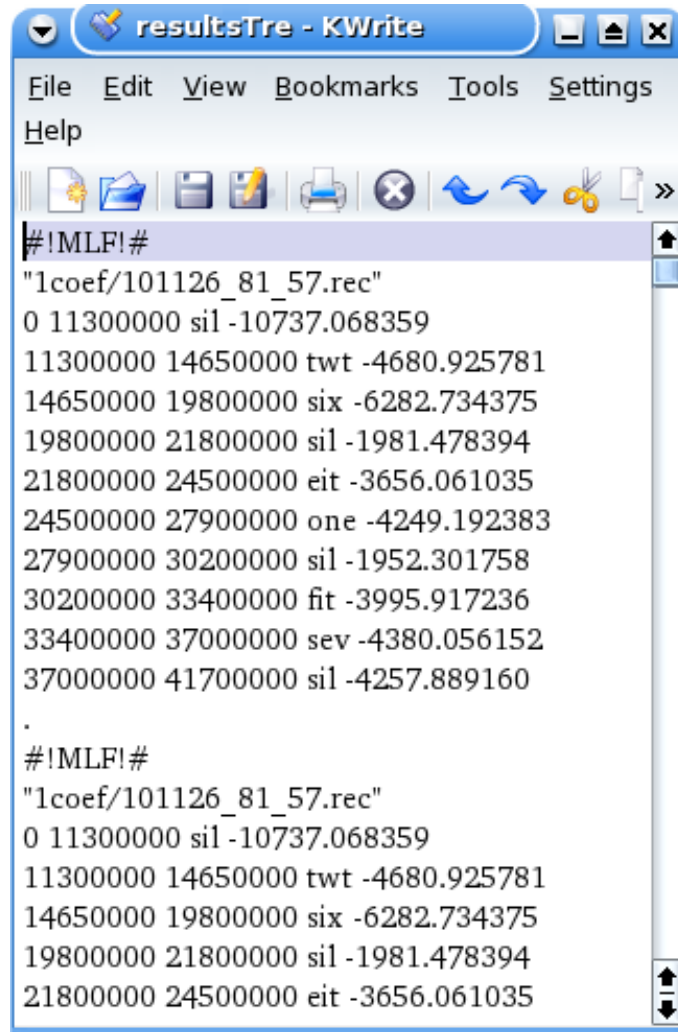 resultsTre - KWrite
File Edit View Bookmarks Tools Settings
Help
»
#!MLF!#
"1coef/101126_81_57.rec"
0 11300000 sil -10737.068359
11300000 14650000 twt -4680.925781
14650000 19800000 six -6282.734375
19800000 21800000 sil -1981.478394
21800000 24500000 eit -3656.061035
24500000 27900000 one -4249.192383
27900000 30200000 sil -1952.301758
30200000 33400000 fit -3995.917236
33400000 37000000 sev -4380.056152
37000000 41700000 sil -4257.889160
.
#!MLF!#
"1coef/101126_81_57.rec"
0 11300000 sil -10737.068359
11300000 14650000 twt -4680.925781
14650000 19800000 six -6282.734375
19800000 21800000 sil -1981.478394
21800000 24500000 eit -3656.061035